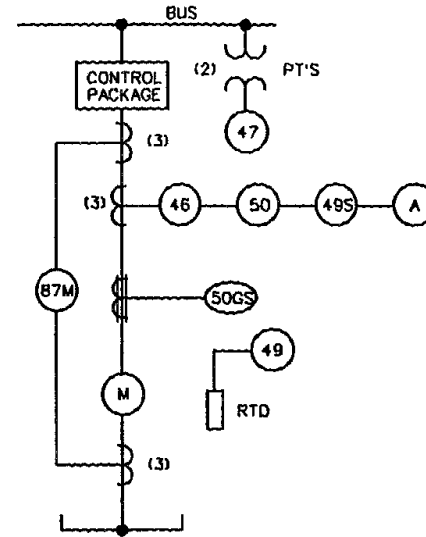 BUS
CONTROL
PACKAGE
(2)
PT'S
47
(3)
(3)
46
50
49S
A
87M
50GS
49
M
RTD
(3)